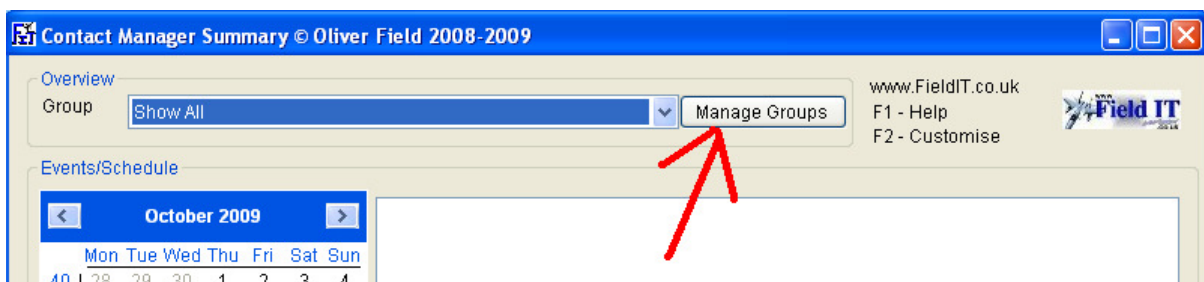 Contact Manager Summary © Oliver Field 2008-2009
Overview
Group
Show All
Manage Groups
www.FieldIT.co.uk
F1 - Help
F2 - Customise
Field IT
Events/Schedule
October 2009
Mon Tue Wed Thu Fri Sat Sun
40 28 29 30 1 2 3 4